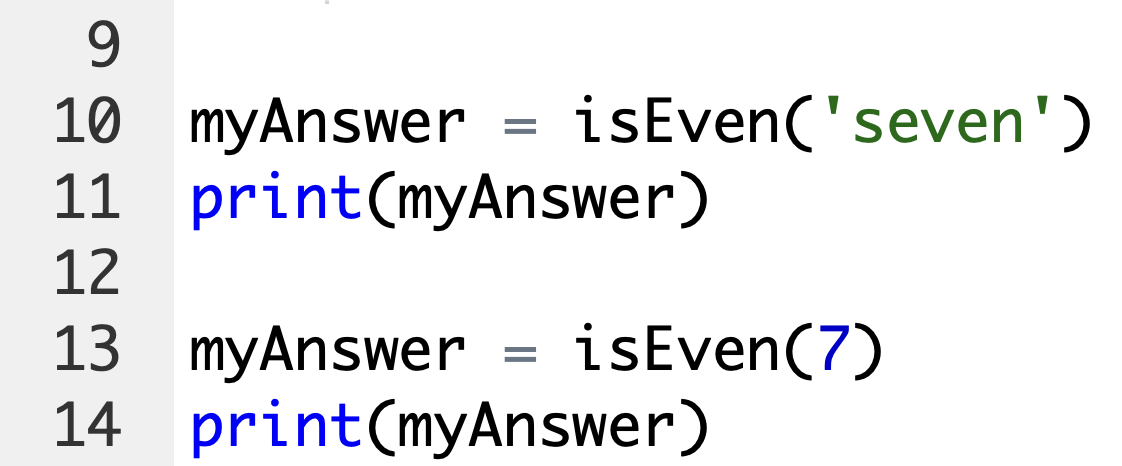 9
10 myAnswer = isEven('seven')
11 print(myAnswer)
12
13 myAnswer = isEven(7)
14 print(myAnswer)